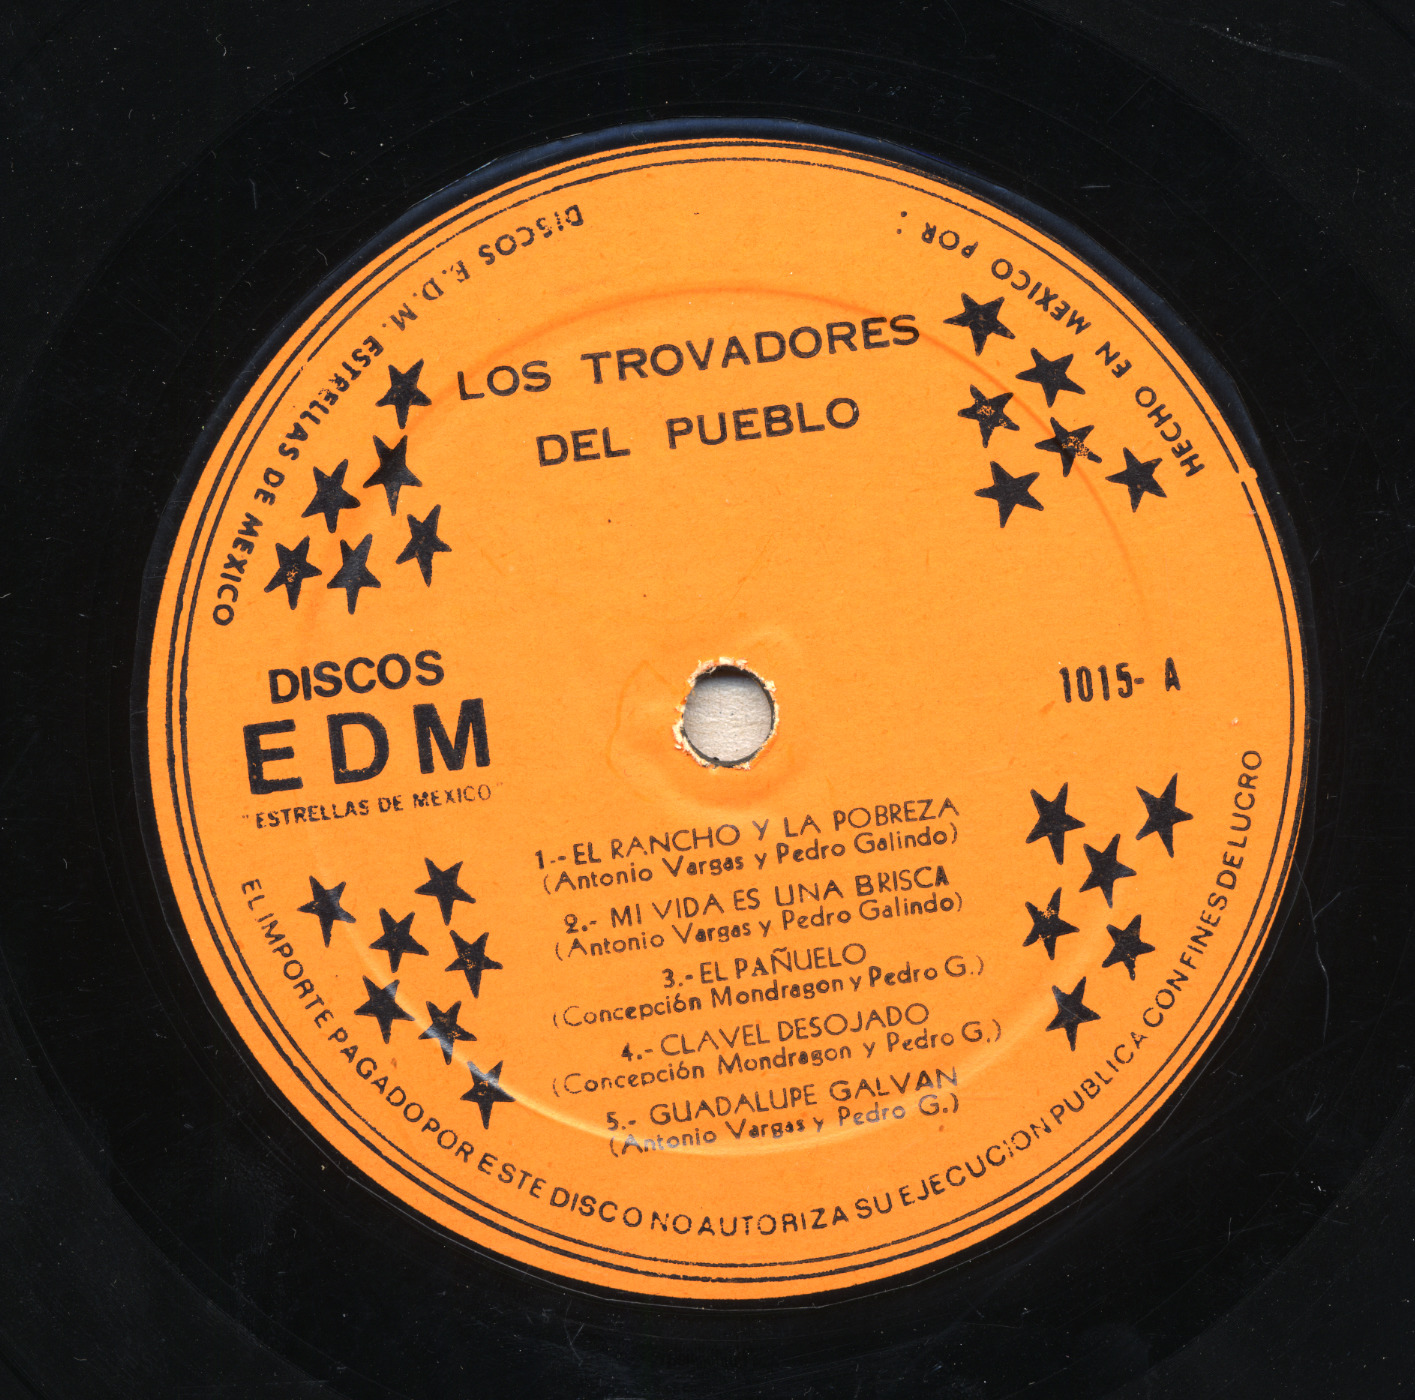 HECHO EN MEXICO POR :
DISCOS E.D.M. ESTRELLAS DE MEXICO
LOS TROVADORES
DEL PUEBLO
DISCOS
EDM
"ESTRELLAS DE MEXICO"
1015- A
1.- EL RANCHO Y LA POBREZA
(Antonio Vargas y Pedro Galindo)
2.- MI VIDA ES UNA BRISCA
(Antonio Vargas y Pedro Galindo)
3.- EL PAÑUELO
(Concepción Mondragon y Pedro G.)
4.- CLAVEL DESOJADO
(Concepción Mondragon y Pedro G.)
5.- GUADALUPE GALVAN
(Antonio Vargas y Pedro G.)
EL IMPORTE PAGADO POR ESTE DISCO NO AUTORIZA SU EJECUCION PUBLICA CON FINES DE LUCRO